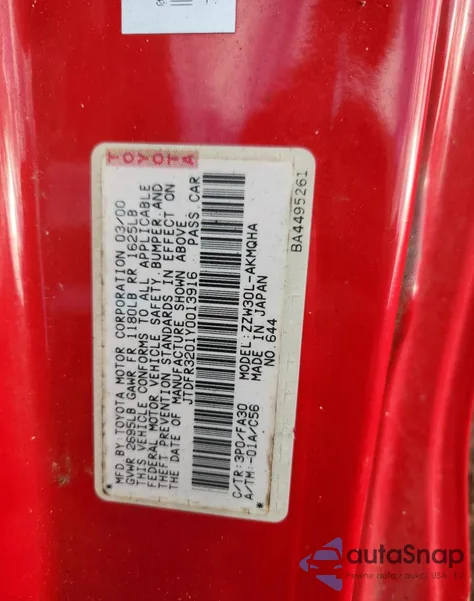 TOYOTA
MFD. BY: TOYOTA MOTOR CORPORATION 03/00
GVWR 2695LB GAWR FR 1180LB RR 1625LB
THIS VEHICLE CONFORMS TO ALL APPLICABLE
FEDERAL MOTOR VEHICLE SAFETY, BUMPER, AND
THEFT PREVENTION STANDARDS IN EFFECT ON
THE DATE OF MANUFACTURE SHOWN ABOVE.
JTDFR3201Y0013916 PASS CAR
C/TR: 3P0/FA30 MODEL: ZZW30L-AKMQHA
A/TM: -01A/C56 MADE IN JAPAN
NO. 644
BA4495261
autoSnap